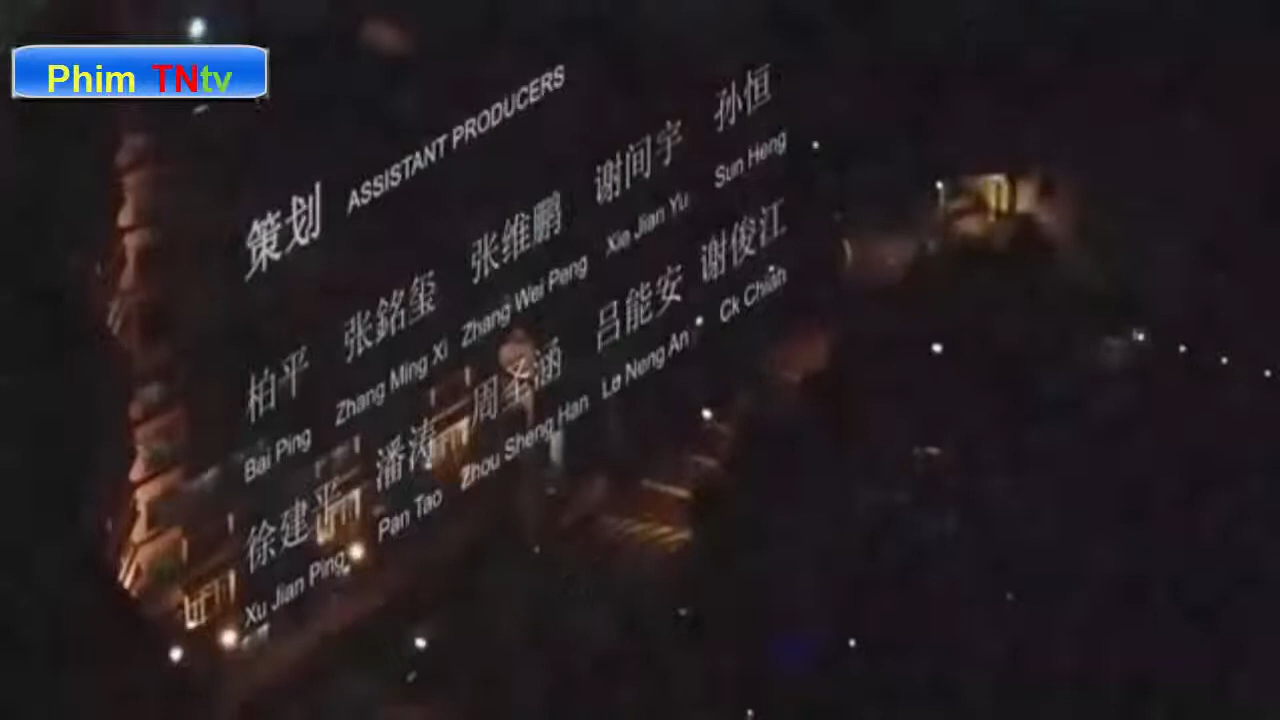 Phim TNtv
策划 ASSISTANT PRODUCERS
柏平 张銘玺 张维鹏 谢间宇 孙恒
Bai Ping Zhang Ming Xi Zhang Wei Peng Xie Jian Yu Sun Heng
徐建平 潘涛 周圣涵 吕能安 谢俊江
Xu Jian Ping Pan Tao Zhou Sheng Han Lo Neng An Ck Chian